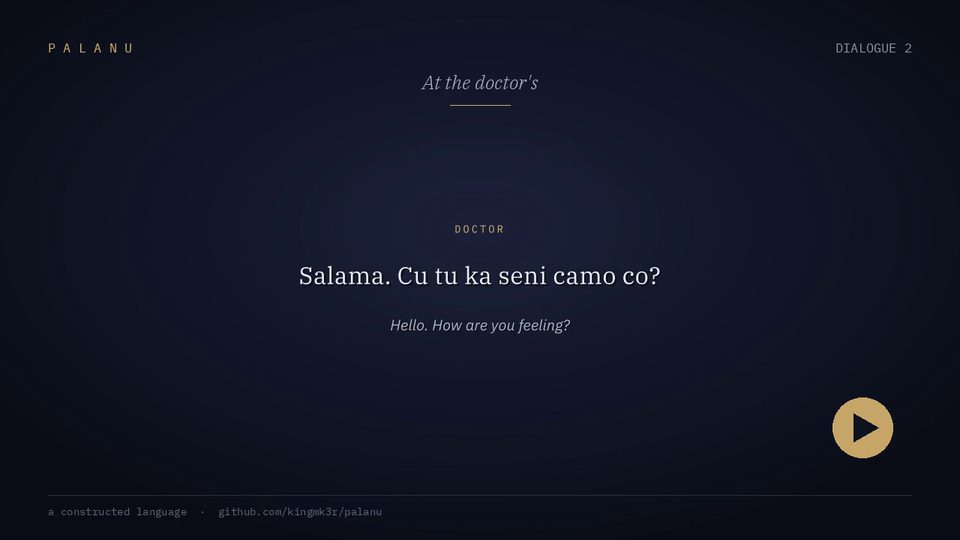 PALANU
DIALOGUE 2
At the doctor's
DOCTOR
Salama. Cu tu ka seni camo co?
Hello. How are you feeling?
a constructed language · github.com/kingmk3r/palanu